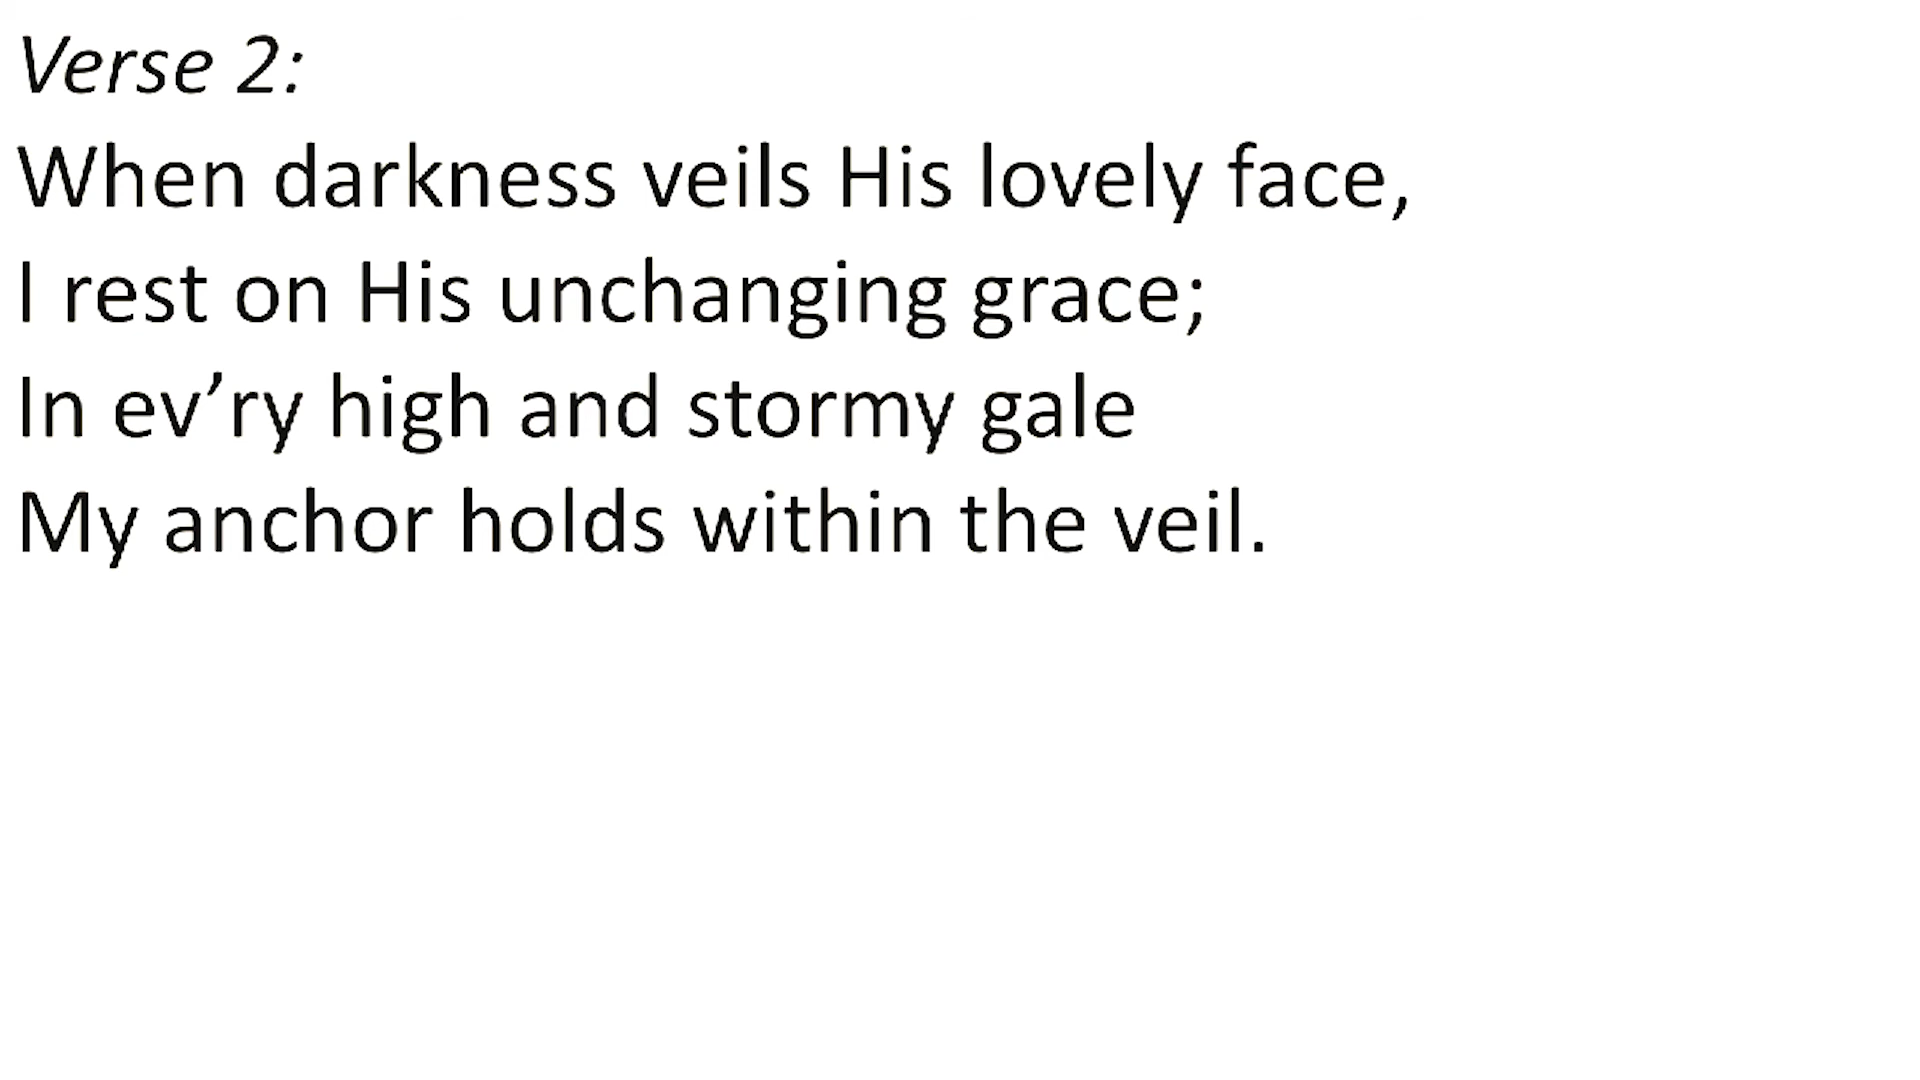 Verse 2:
When darkness veils His lovely face,
I rest on His unchanging grace;
In ev’ry high and stormy gale
My anchor holds within the veil.